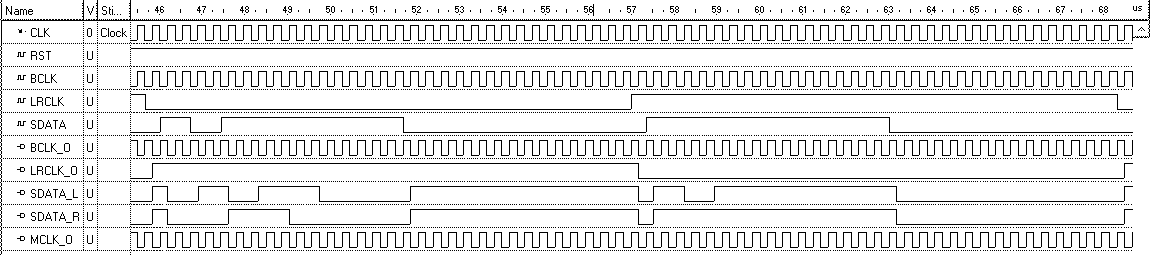 Name V Sti... 46 47 48 49 50 51 52 53 54 55 56 57 58 59 60 61 62 63 64 65 66 67 68 us
CLK 0 Clock
RST U
BCLK U
LRCLK U
SDATA U
BCLK_O U
LRCLK_O U
SDATA_L U
SDATA_R U
MCLK_O U